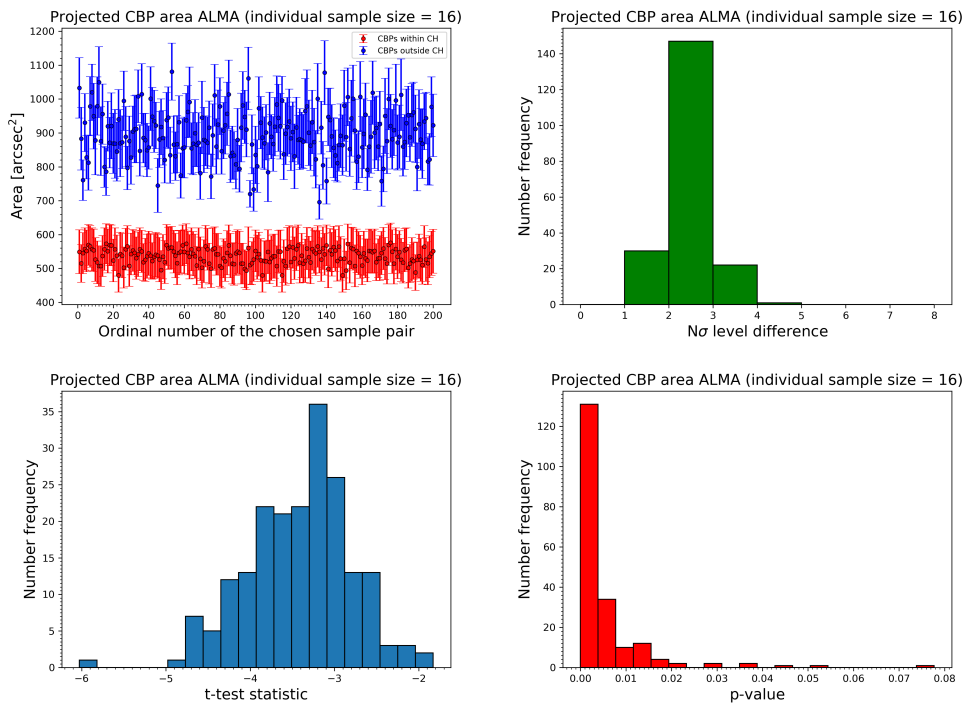 Projected CBP area ALMA (individual sample size = 16)
1200
1100
1000
900
800
700
600
500
400
Area [arcsec²]
CBPs within CH
CBPs outside CH
0 20 40 60 80 100 120 140 160 180 200
Ordinal number of the chosen sample pair
Projected CBP area ALMA (individual sample size = 16)
140
120
100
80
60
40
20
0
Number frequency
0 1 2 3 4 5 6 7 8
Nσ level difference
Projected CBP area ALMA (individual sample size = 16)
35
30
25
20
15
10
5
0
Number frequency
−6 −5 −4 −3 −2
t-test statistic
Projected CBP area ALMA (individual sample size = 16)
120
100
80
60
40
20
0
Number frequency
0.00 0.01 0.02 0.03 0.04 0.05 0.06 0.07 0.08
p-value